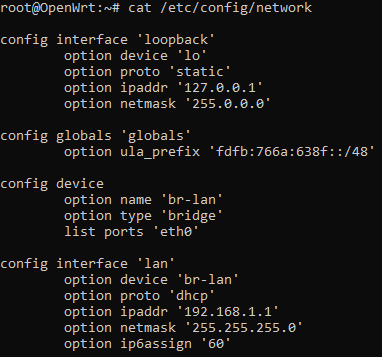 root@OpenWrt:~# cat /etc/config/network
config interface 'loopback'
option device 'lo'
option proto 'static'
option ipaddr '127.0.0.1'
option netmask '255.0.0.0'
config globals 'globals'
option ula_prefix 'fdfb:766a:638f::/48'
config device
option name 'br-lan'
option type 'bridge'
list ports 'eth0'
config interface 'lan'
option device 'br-lan'
option proto 'dhcp'
option ipaddr '192.168.1.1'
option netmask '255.255.255.0'
option ip6assign '60'